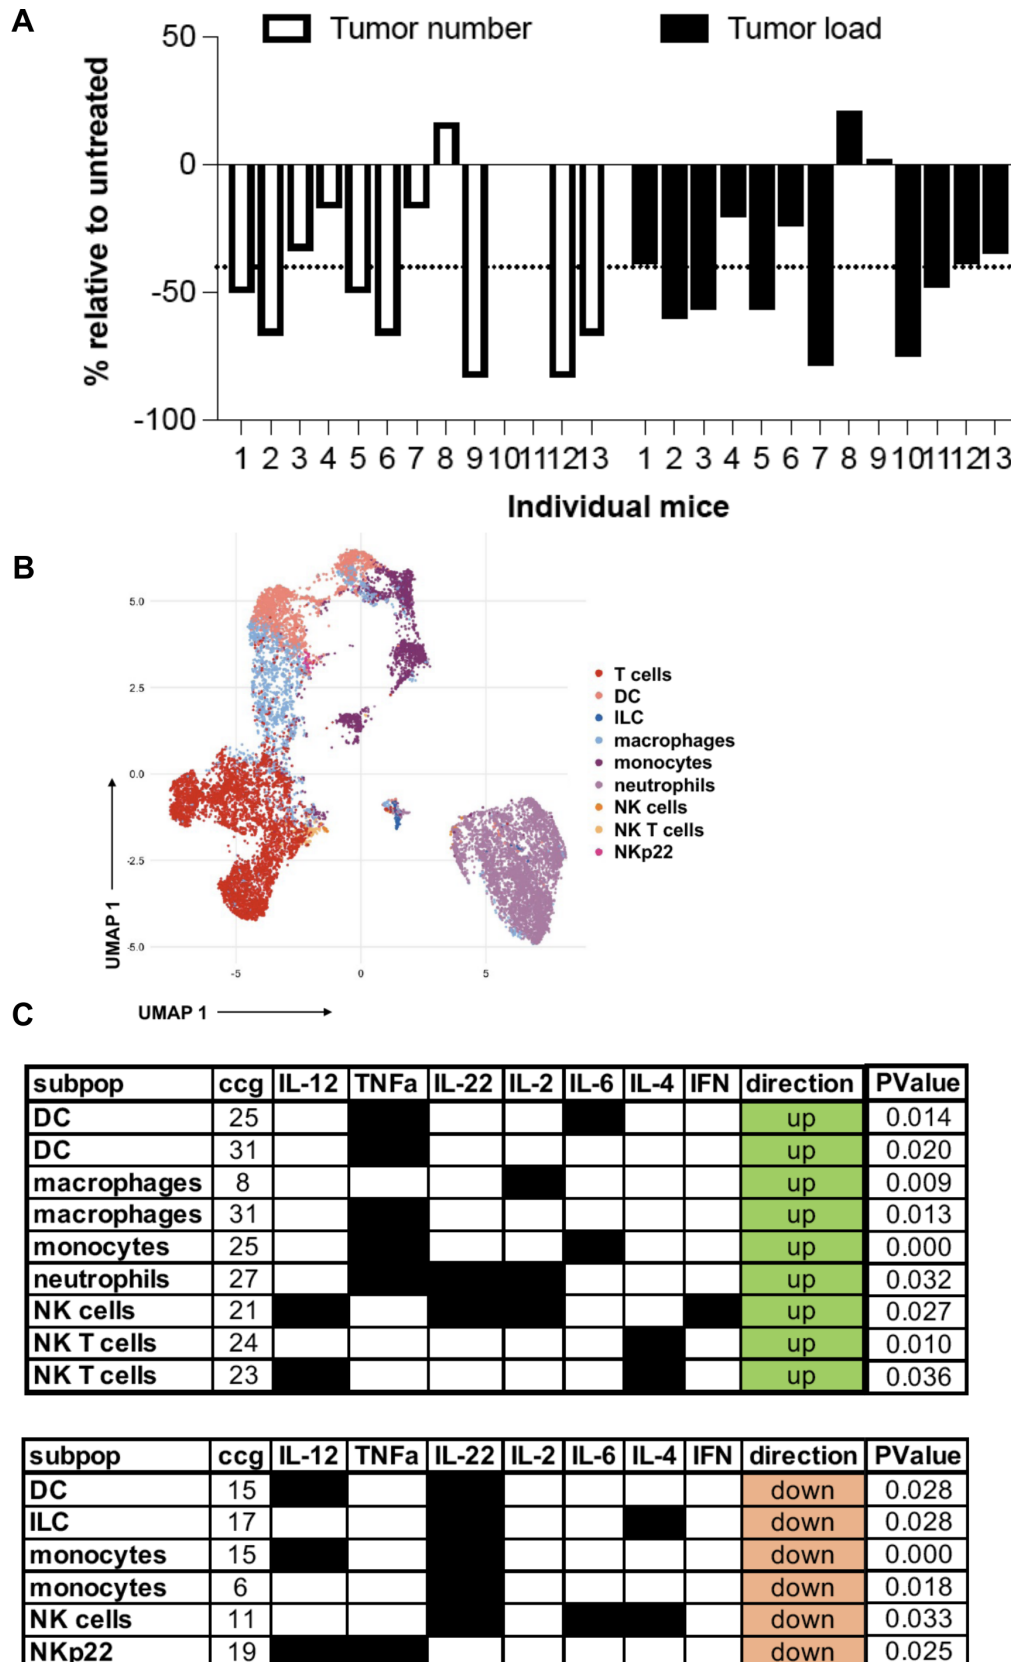 A
Tumor number
Tumor load
50
0
-50
-100
% relative to untreated
1 2 3 4 5 6 7 8 9 10 11 12 13 1 2 3 4 5 6 7 8 9 10 11 12 13
Individual mice
B
5.0
2.5
0.0
-2.5
-5.0
-5 0 5
UMAP 1
UMAP 1
T cells
DC
ILC
macrophages
monocytes
neutrophils
NK cells
NK T cells
NKp22
C
subpop ccg IL-12 TNFa IL-22 IL-2 IL-6 IL-4 IFN direction PValue
DC 25 up 0.014
DC 31 up 0.020
macrophages 8 up 0.009
macrophages 31 up 0.013
monocytes 25 up 0.000
neutrophils 27 up 0.032
NK cells 21 up 0.027
NK T cells 24 up 0.010
NK T cells 23 up 0.036
subpop ccg IL-12 TNFa IL-22 IL-2 IL-6 IL-4 IFN direction PValue
DC 15 down 0.028
ILC 17 down 0.028
monocytes 15 down 0.000
monocytes 6 down 0.018
NK cells 11 down 0.033
NKp22 19 down 0.025